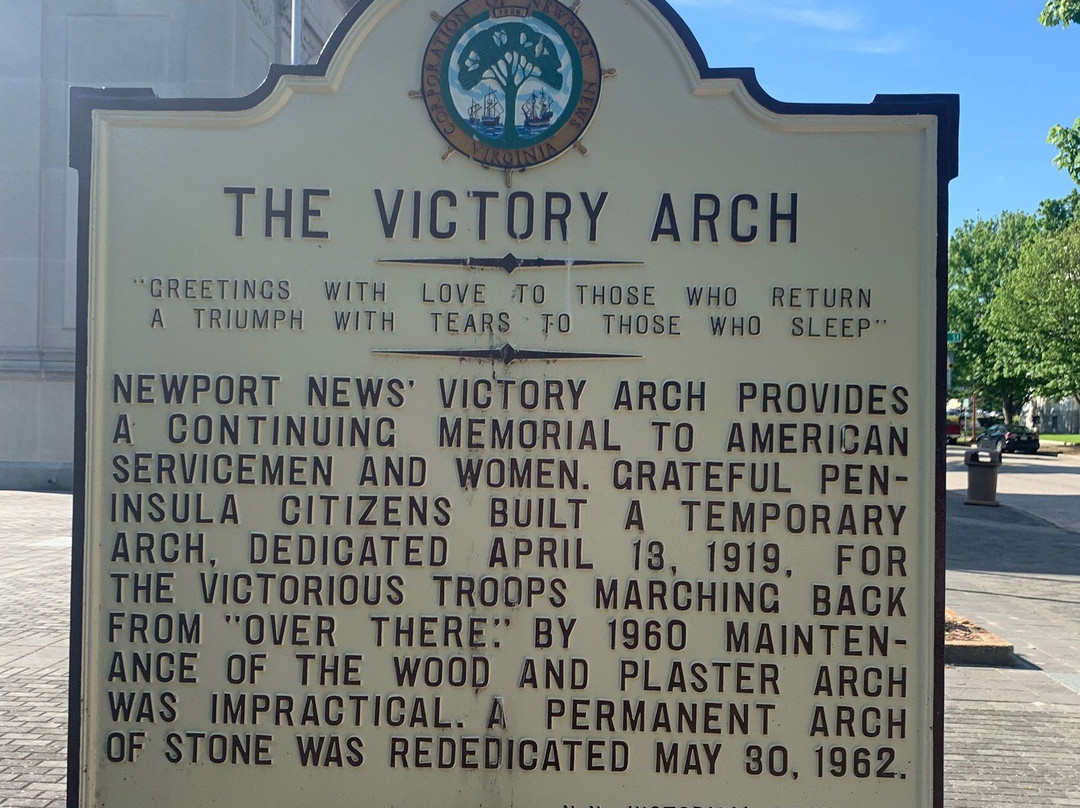 CORPORATION OF NEWPORT NEWS
VIRGINIA
THE VICTORY ARCH
"GREETINGS WITH LOVE TO THOSE WHO RETURN
A TRIUMPH WITH TEARS TO THOSE WHO SLEEP"
NEWPORT NEWS' VICTORY ARCH PROVIDES
A CONTINUING MEMORIAL TO AMERICAN
SERVICEMEN AND WOMEN. GRATEFUL PEN-
INSULA CITIZENS BUILT A TEMPORARY
ARCH, DEDICATED APRIL 13, 1919, FOR
THE VICTORIOUS TROOPS MARCHING BACK
FROM "OVER THERE." BY 1960 MAINTEN-
ANCE OF THE WOOD AND PLASTER ARCH
WAS IMPRACTICAL. A PERMANENT ARCH
OF STONE WAS REDEDICATED MAY 30, 1962.